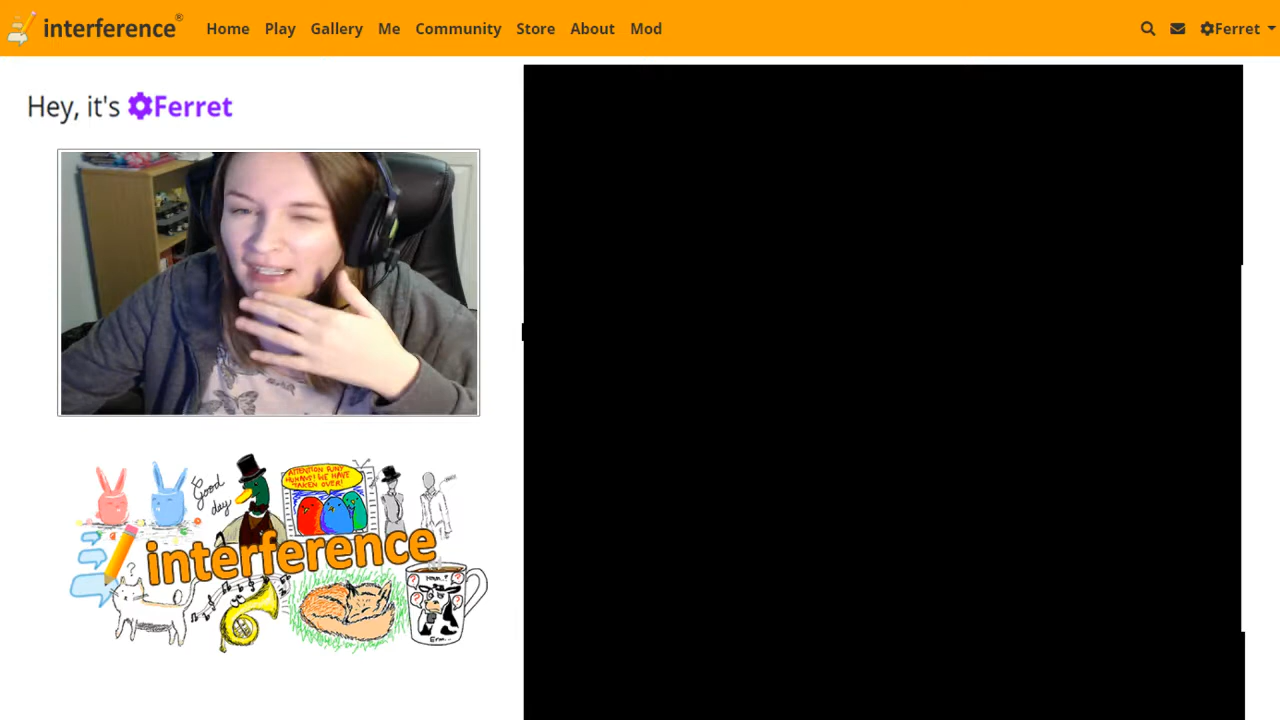 interference®
Home Play Gallery Me Community Store About Mod
Ferret
Hey, it's Ferret
Good
day
ATTENTION PUNY
HUMANS! WE HAVE
TAKEN OVER!
interference
?
Erm...